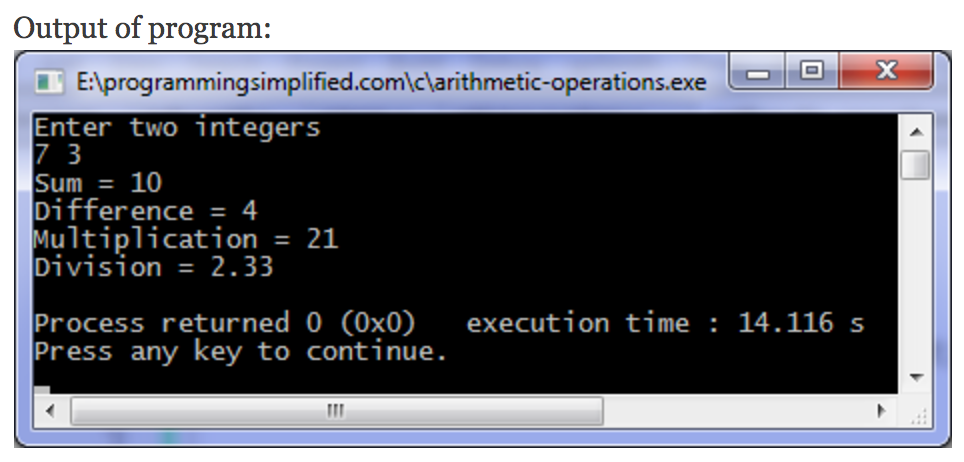 Output of program:
E:\programmingsimplified.com\c\arithmetic-operations.exe
Enter two integers
7 3
Sum = 10
Difference = 4
Multiplication = 21
Division = 2.33
Process returned 0 (0x0)   execution time : 14.116 s
Press any key to continue.